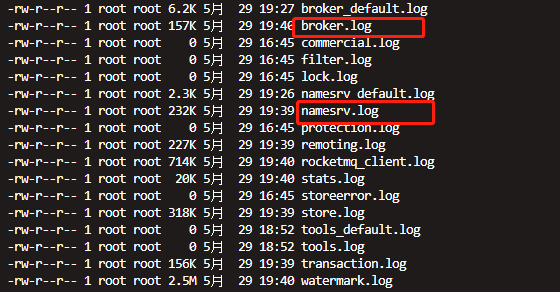 -rw-r--r-- 1 root root 6.2K 5月 29 19:27 broker_default.log
-rw-r--r-- 1 root root 157K 5月 29 19:40 broker.log
-rw-r--r-- 1 root root 0 5月 29 16:45 commercial.log
-rw-r--r-- 1 root root 0 5月 29 16:45 filter.log
-rw-r--r-- 1 root root 0 5月 29 16:45 lock.log
-rw-r--r-- 1 root root 2.3K 5月 29 19:26 namesrv_default.log
-rw-r--r-- 1 root root 232K 5月 29 19:39 namesrv.log
-rw-r--r-- 1 root root 0 5月 29 16:45 protection.log
-rw-r--r-- 1 root root 227K 5月 29 19:39 remoting.log
-rw-r--r-- 1 root root 714K 5月 29 19:40 rocketmq_client.log
-rw-r--r-- 1 root root 20K 5月 29 19:40 stats.log
-rw-r--r-- 1 root root 0 5月 29 16:45 storeerror.log
-rw-r--r-- 1 root root 318K 5月 29 19:39 store.log
-rw-r--r-- 1 root root 0 5月 29 18:52 tools_default.log
-rw-r--r-- 1 root root 0 5月 29 18:52 tools.log
-rw-r--r-- 1 root root 156K 5月 29 19:39 transaction.log
-rw-r--r-- 1 root root 2.5M 5月 29 19:40 watermark.log